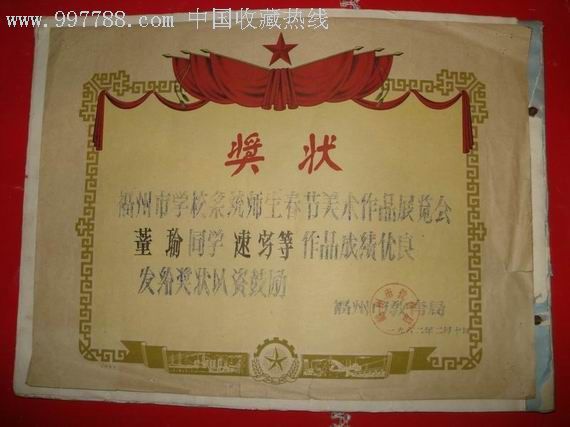 www.997788.com 中国收藏热线
奖状
福州市学校系统师生春节美术作品展览会
董瑜同学速写等作品成绩优良
发给奖状以资鼓励
福州市教育局